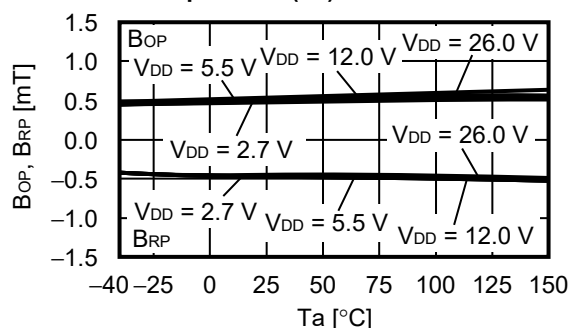 1.5
BOP
VDD = 12.0 V
VDD = 26.0 V
1.0
VDD = 5.5 V
0.5
0.0
VDD = 2.7 V
VDD = 26.0 V
−0.5
VDD = 2.7 V
VDD = 5.5 V
VDD = 12.0 V
−1.0
BRP
−1.5
BOP, BRP [mT]
−40 −25 0 25 50 75 100 125 150
Ta [°C]